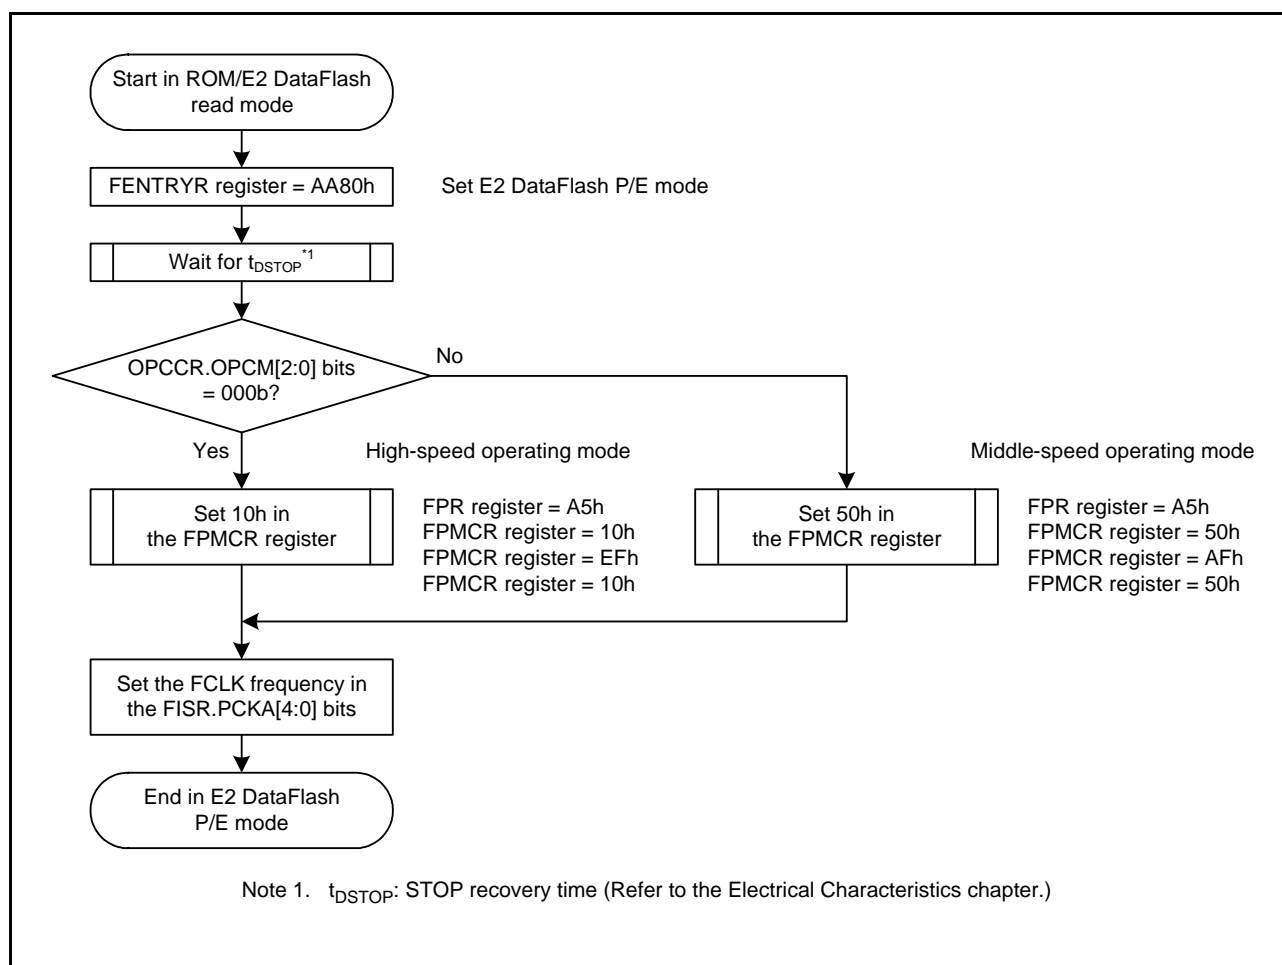 Start in ROM/E2 DataFlash
read mode
FENTRYR register = AA80h
Set E2 DataFlash P/E mode
Wait for tDSTOP*1
OPCCR.OPCM[2:0] bits
= 000b?
No
Yes
High-speed operating mode
Middle-speed operating mode
Set 10h in
the FPMCR register
FPR register = A5h
FPMCR register = 10h
FPMCR register = EFh
FPMCR register = 10h
Set 50h in
the FPMCR register
FPR register = A5h
FPMCR register = 50h
FPMCR register = AFh
FPMCR register = 50h
Set the FCLK frequency in
the FISR.PCKA[4:0] bits
End in E2 DataFlash
P/E mode
Note 1. tDSTOP: STOP recovery time (Refer to the Electrical Characteristics chapter.)